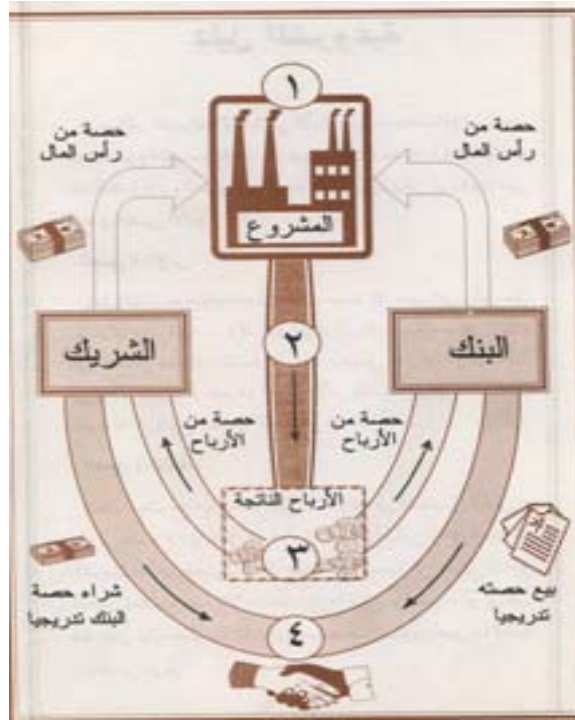 ١
حصة من
رأس المال
حصة من
رأس المال
المشروع
البنك
الشريك
٢
حصة من
الأرباح
حصة من
الأرباح
الأرباح الناتجة
٣
بيع حصته
تدريجيا
شراء حصة
البنك تدريجيا
٤